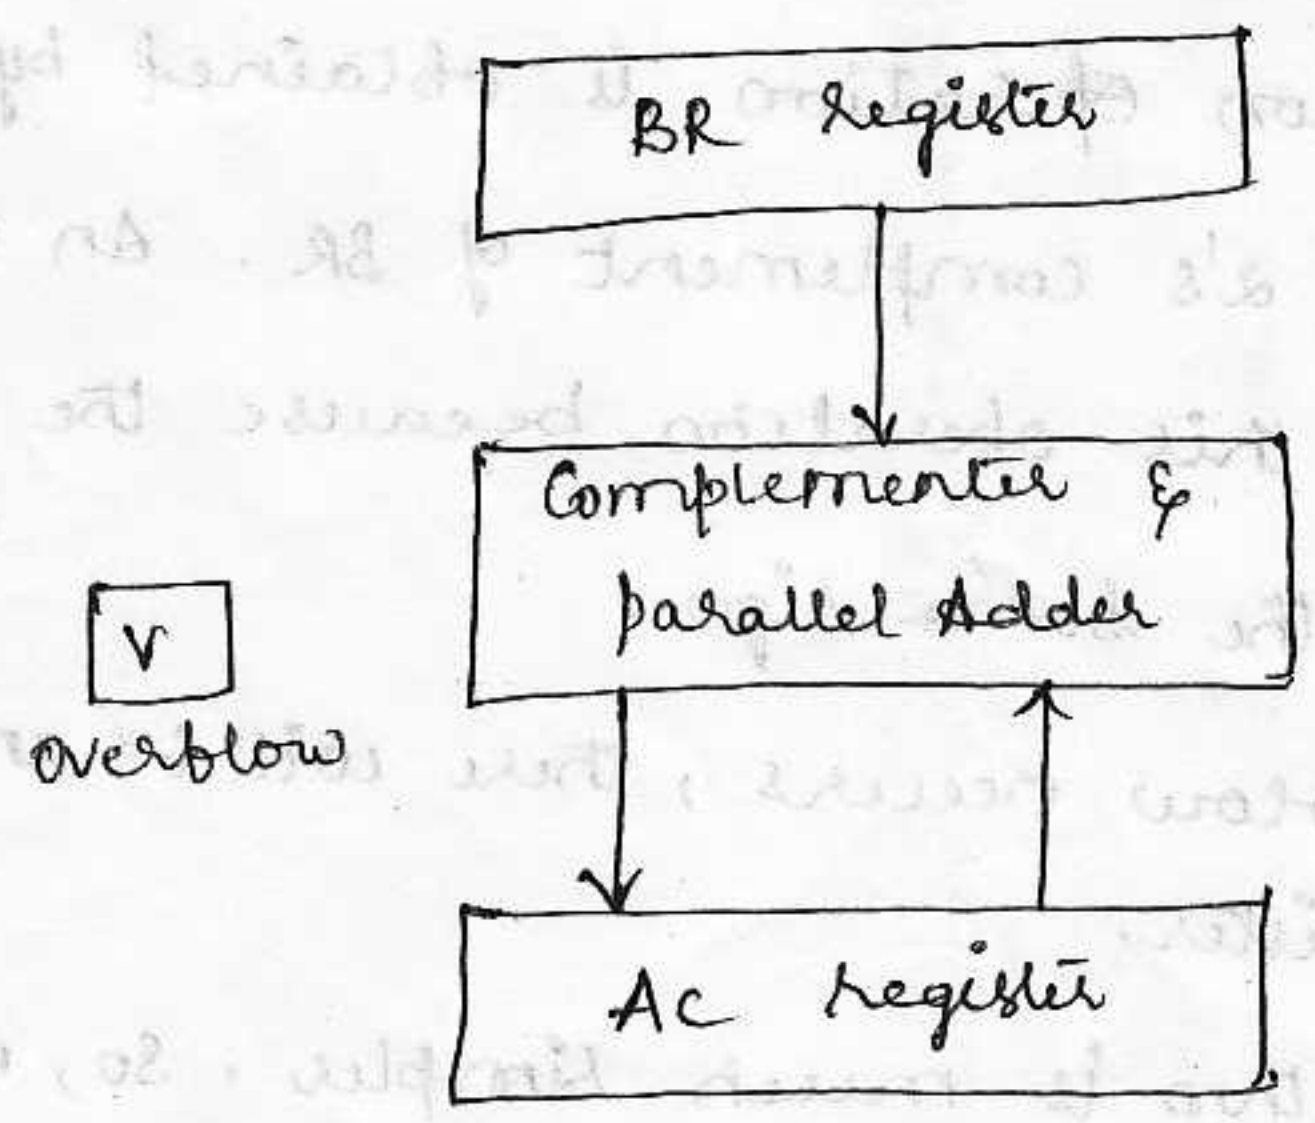 BR register
Complementer &
parallel Adder
V
overflow
AC register